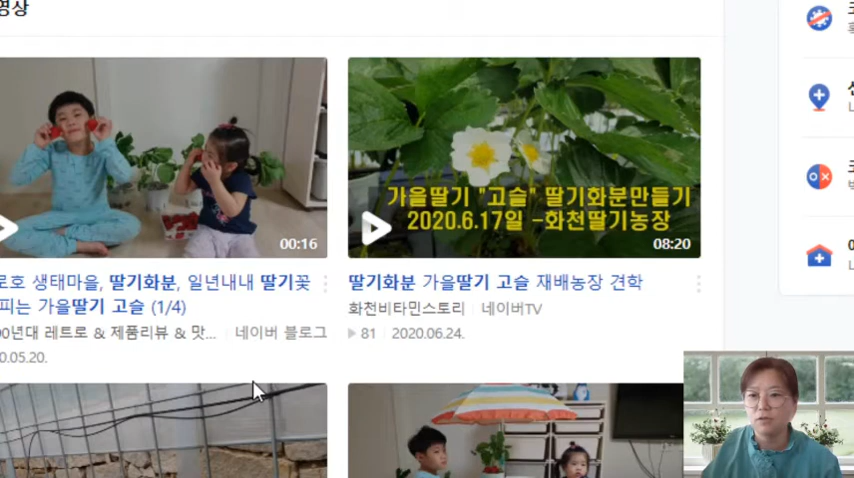 영상
00:16
가을딸기 "고슬" 딸기화분만들기
2020.6.17일 -화천딸기농장
08:20
로호 생태마을, 딸기화분, 일년내내 딸기꽃
피는 가을딸기 고슬 (1/4)
00년대 레트로 & 제품리뷰 & 맛... 네이버 블로그
0.05.20.
딸기화분 가을딸기 고슬 재배농장 견학
화천비타민스토리 네이버TV
81 2020.06.24.